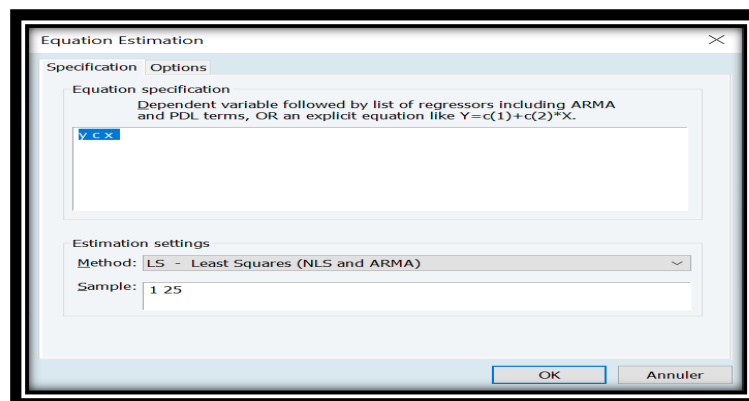 Equation Estimation
Specification Options
Equation specification
Dependent variable followed by list of regressors including ARMA
and PDL terms, OR an explicit equation like Y=c(1)+c(2)*X.
y c x
Estimation settings
Method: LS - Least Squares (NLS and ARMA)
Sample: 1 25
OK Annuler